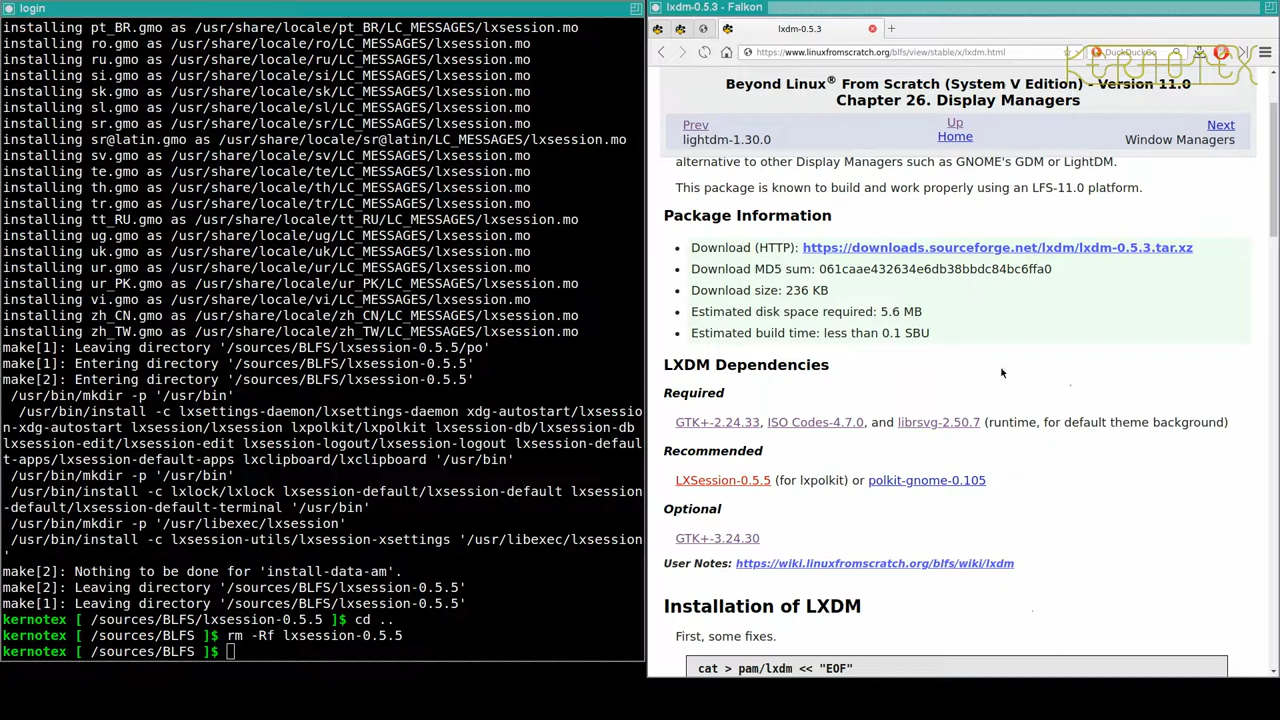 login
installing pt_BR.gmo as /usr/share/locale/pt_BR/LC_MESSAGES/lxsession.mo
installing ro.gmo as /usr/share/locale/ro/LC_MESSAGES/lxsession.mo
installing ru.gmo as /usr/share/locale/ru/LC_MESSAGES/lxsession.mo
installing si.gmo as /usr/share/locale/si/LC_MESSAGES/lxsession.mo
installing sk.gmo as /usr/share/locale/sk/LC_MESSAGES/lxsession.mo
installing sl.gmo as /usr/share/locale/sl/LC_MESSAGES/lxsession.mo
installing sr.gmo as /usr/share/locale/sr/LC_MESSAGES/lxsession.mo
installing sr@latin.gmo as /usr/share/locale/sr@latin/LC_MESSAGES/lxsession.mo
installing sv.gmo as /usr/share/locale/sv/LC_MESSAGES/lxsession.mo
installing te.gmo as /usr/share/locale/te/LC_MESSAGES/lxsession.mo
installing th.gmo as /usr/share/locale/th/LC_MESSAGES/lxsession.mo
installing tr.gmo as /usr/share/locale/tr/LC_MESSAGES/lxsession.mo
installing tt_RU.gmo as /usr/share/locale/tt_RU/LC_MESSAGES/lxsession.mo
installing ug.gmo as /usr/share/locale/ug/LC_MESSAGES/lxsession.mo
installing uk.gmo as /usr/share/locale/uk/LC_MESSAGES/lxsession.mo
installing ur.gmo as /usr/share/locale/ur/LC_MESSAGES/lxsession.mo
installing ur_PK.gmo as /usr/share/locale/ur_PK/LC_MESSAGES/lxsession.mo
installing vi.gmo as /usr/share/locale/vi/LC_MESSAGES/lxsession.mo
installing zh_CN.gmo as /usr/share/locale/zh_CN/LC_MESSAGES/lxsession.mo
installing zh_TW.gmo as /usr/share/locale/zh_TW/LC_MESSAGES/lxsession.mo
make[1]: Leaving directory '/sources/BLFS/lxsession-0.5.5/po'
make[1]: Entering directory '/sources/BLFS/lxsession-0.5.5'
make[2]: Entering directory '/sources/BLFS/lxsession-0.5.5'
/usr/bin/mkdir -p '/usr/bin'
/usr/bin/install -c lxsettings-daemon/lxsettings-daemon xdg-autostart/lxsessio
n-xdg-autostart lxsession/lxsession lxpolkit/lxpolkit lxsession-db/lxsession-db
lxsession-edit/lxsession-edit lxsession-logout/lxsession-logout lxsession-defaul
t-apps/lxsession-default-apps lxclipboard/lxclipboard '/usr/bin'
/usr/bin/mkdir -p '/usr/bin'
/usr/bin/install -c lxlock/lxlock lxsession-default/lxsession-default lxsession
-default/lxsession-default-terminal '/usr/bin'
/usr/bin/mkdir -p '/usr/libexec/lxsession'
/usr/bin/install -c lxsession-utils/lxsession-xsettings '/usr/libexec/lxsession
'
make[2]: Nothing to be done for 'install-data-am'.
make[2]: Leaving directory '/sources/BLFS/lxsession-0.5.5'
make[1]: Leaving directory '/sources/BLFS/lxsession-0.5.5'
kernotex [ /sources/BLFS/lxsession-0.5.5 ]$ cd ..
kernotex [ /sources/BLFS ]$ rm -Rf lxsession-0.5.5
kernotex [ /sources/BLFS ]$
lxdm-0.5.3 - Falkon
lxdm-0.5.3
https://www.linuxfromscratch.org/blfs/view/stable/x/lxdm.html
DuckDuckGo
KERNOTEX
Beyond Linux® From Scratch (System V Edition) - Version 11.0
Chapter 26. Display Managers
Prev Up Next
lightdm-1.30.0 Home Window Managers
alternative to other Display Managers such as GNOME's GDM or LightDM.
This package is known to build and work properly using an LFS-11.0 platform.
Package Information
• Download (HTTP): https://downloads.sourceforge.net/lxdm/lxdm-0.5.3.tar.xz
• Download MD5 sum: 061caae432634e6db38bbdc84bc6ffa0
• Download size: 236 KB
• Estimated disk space required: 5.6 MB
• Estimated build time: less than 0.1 SBU
LXDM Dependencies
Required
GTK+-2.24.33, ISO Codes-4.7.0, and librsvg-2.50.7 (runtime, for default theme background)
Recommended
LXSession-0.5.5 (for lxpolkit) or polkit-gnome-0.105
Optional
GTK+-3.24.30
User Notes: https://wiki.linuxfromscratch.org/blfs/wiki/lxdm
Installation of LXDM
First, some fixes.
cat > pam/lxdm << "EOF"